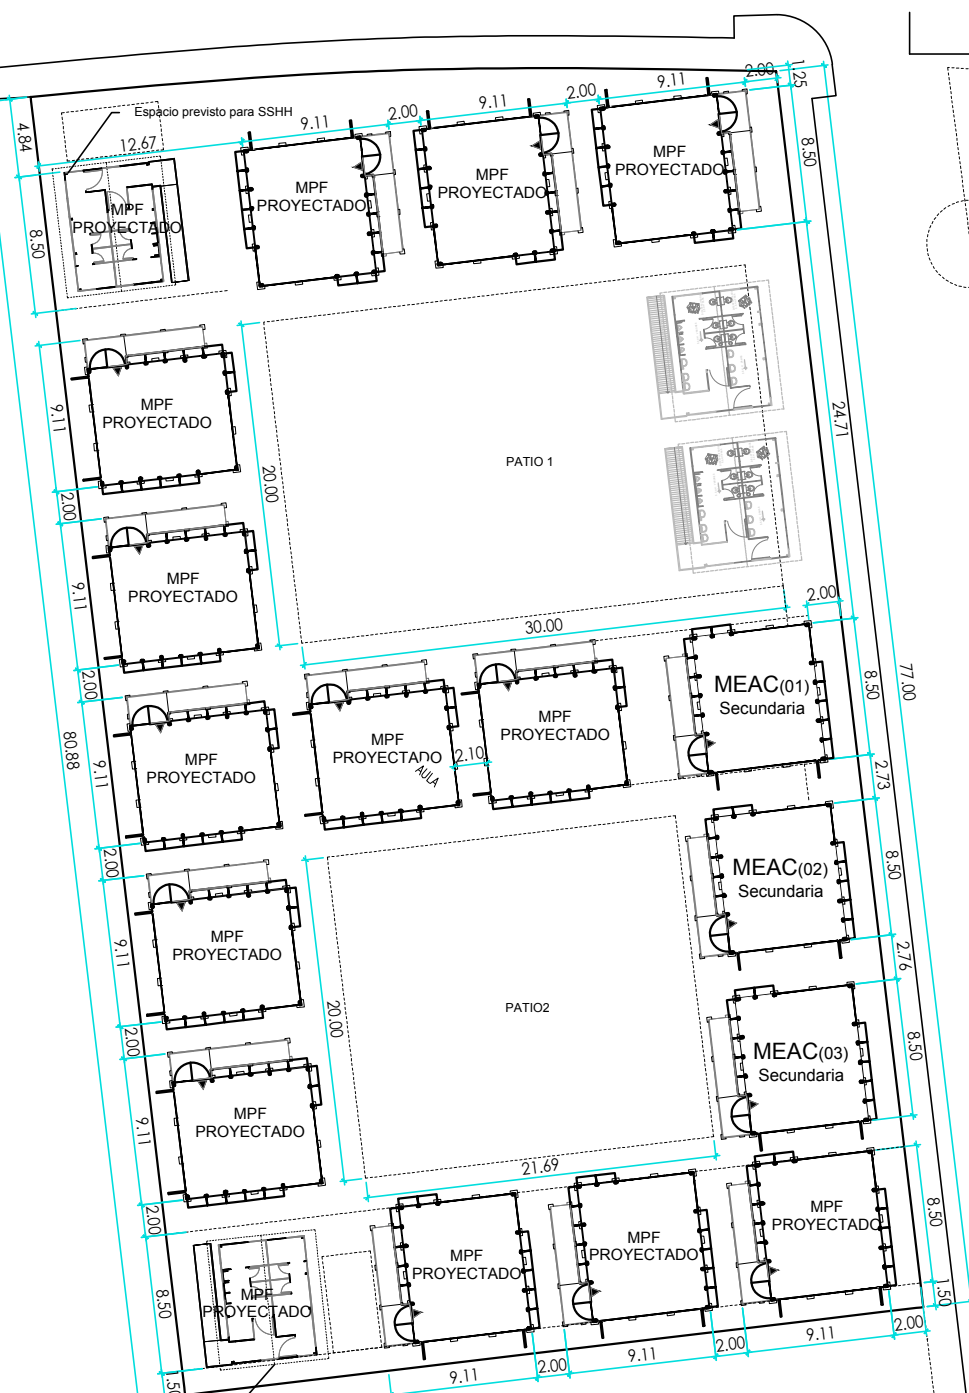 2.00
1.25
9.11
2.00
9.11
2.00
9.11
Espacio previsto para SSHH
4.84
12.67
8.50
MPF
PROYECTADO
MPF
PROYECTADO
MPF
PROYECTADO
MPF
PROYECTADO
8.50
9.11
MPF
PROYECTADO
24.71
20.00
PATIO 1
2.00
9.11
MPF
PROYECTADO
2.00
30.00
2.00
8.50
77.00
MEAC(01)
Secundaria
MPF
PROYECTADO
MPF
PROYECTADO
MPF
PROYECTADO
80.88
9.11
2.10
AULA
2.73
2.00
8.50
MEAC(02)
Secundaria
MPF
PROYECTADO
9.11
2.76
20.00
PATIO2
2.00
8.50
MEAC(03)
Secundaria
MPF
PROYECTADO
9.11
21.69
2.00
8.50
MPF
PROYECTADO
MPF
PROYECTADO
MPF
PROYECTADO
MPF
PROYECTADO
8.50
1.50
2.00
9.11
2.00
9.11
2.00
9.11
1.50